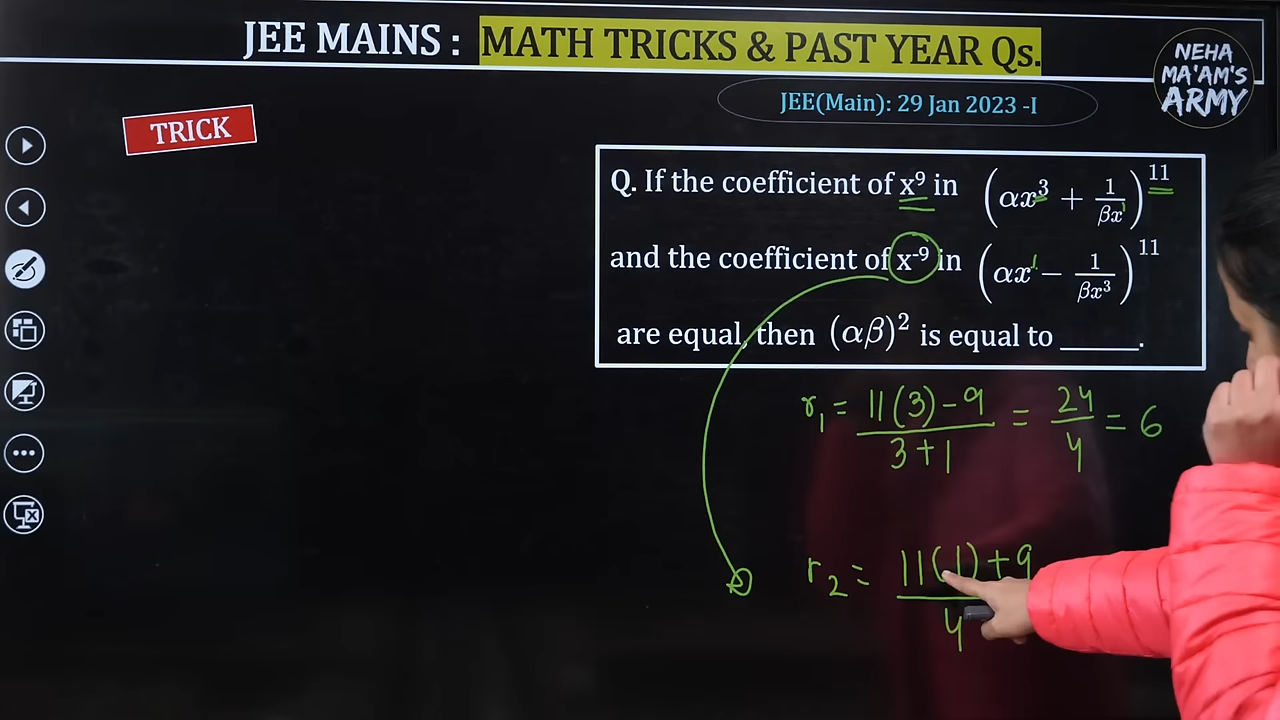 JEE MAINS : MATH TRICKS & PAST YEAR Qs.
NEHA
MA'AM'S
ARMY
JEE(Main): 29 Jan 2023 -I
TRICK
Q. If the coefficient of x⁹ in (αx³ + 1/(βx¹))¹¹
and the coefficient of x⁻⁹ in (αx¹ − 1/(βx³))¹¹
are equal, then (αβ)² is equal to _____.
r₁ = (11(3)-9)/(3+1) = 24/4 = 6
r₂ = (11(1)+9)/4